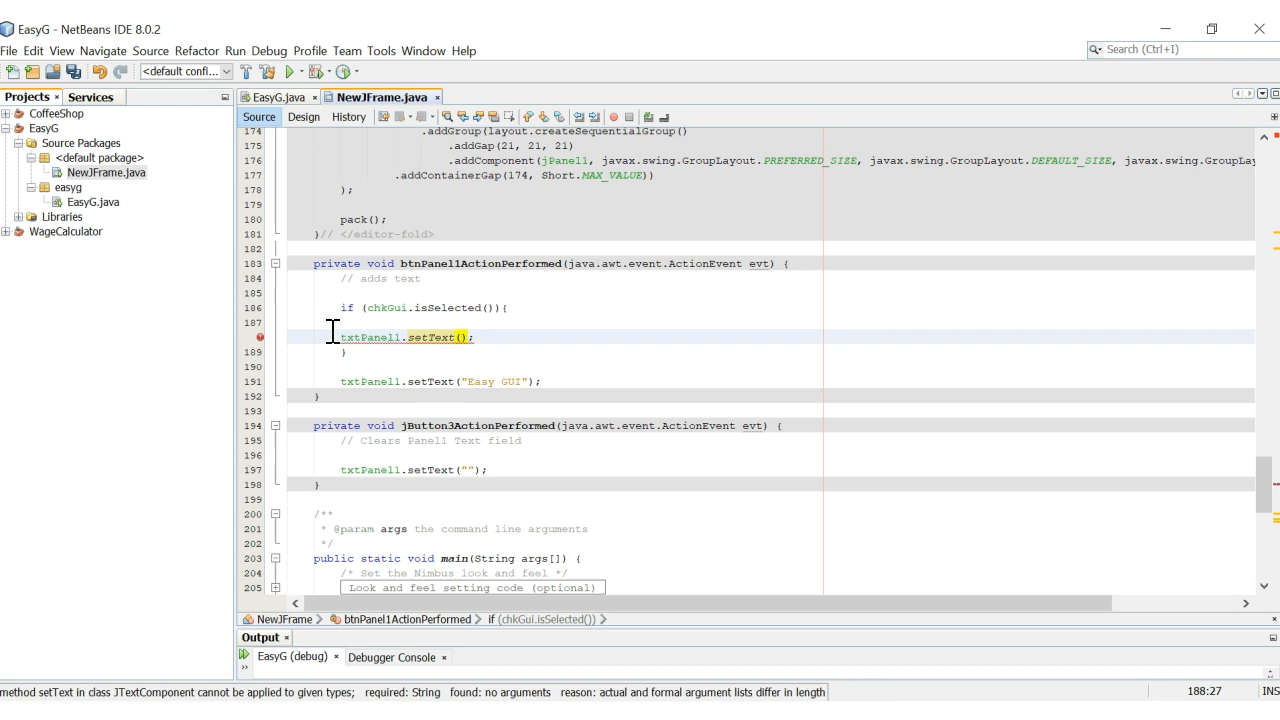 EasyG - NetBeans IDE 8.0.2
File Edit View Navigate Source Refactor Run Debug Profile Team Tools Window Help
Search (Ctrl+I)
<default confl...
Projects × Services
EasyG.java × NewJFrame.java ×
CoffeeShop
EasyG
Source Packages
<default package>
NewJFrame.java
easyg
EasyG.java
Libraries
WageCalculator
Source Design History
174 .addGroup(layout.createSequentialGroup()
175 .addGap(21, 21, 21)
176 .addComponent(jPanel1, javax.swing.GroupLayout.PREFERRED_SIZE, javax.swing.GroupLayout.DEFAULT_SIZE, javax.swing.GroupLay
177 .addContainerGap(174, Short.MAX_VALUE))
178 );
179
180 pack();
181 }// </editor-fold>
182
183 private void btnPanel1ActionPerformed(java.awt.event.ActionEvent evt) {
184 // adds text
185
186 if (chkGui.isSelected()){
187
txtPanel1.setText();
189 }
190
191 txtPanel1.setText("Easy GUI");
192 }
193
194 private void jButton3ActionPerformed(java.awt.event.ActionEvent evt) {
195 // Clears Panel1 Text field
196
197 txtPanel1.setText("");
198 }
199
200 /**
201 * @param args the command line arguments
202 */
203 public static void main(String args[]) {
204 /* Set the Nimbus look and feel */
205 Look and feel setting code (optional)
NewJFrame btnPanel1ActionPerformed if (chkGui.isSelected())
Output ×
EasyG (debug) × Debugger Console ×
method setText in class JTextComponent cannot be applied to given types; required: String found: no arguments reason: actual and formal argument lists differ in length
188:27 INS